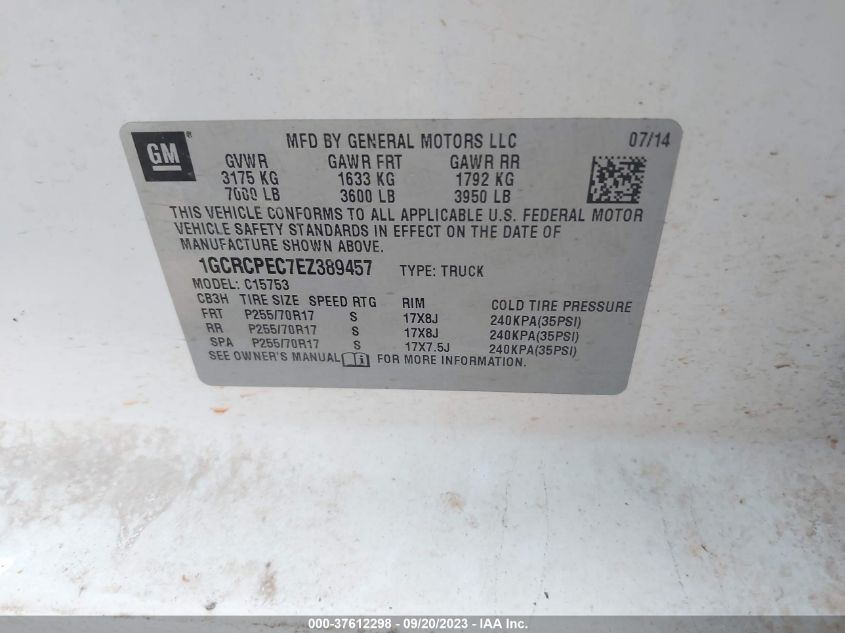 GM
MFD BY GENERAL MOTORS LLC 07/14
GVWR GAWR FRT GAWR RR
3175 KG 1633 KG 1792 KG
7000 LB 3600 LB 3950 LB
THIS VEHICLE CONFORMS TO ALL APPLICABLE U.S. FEDERAL MOTOR
VEHICLE SAFETY STANDARDS IN EFFECT ON THE DATE OF
MANUFACTURE SHOWN ABOVE.
1GCRCPEC7EZ389457 TYPE: TRUCK
MODEL: C15753
CB3H TIRE SIZE SPEED RTG RIM COLD TIRE PRESSURE
FRT P255/70R17 S 17X8J 240KPA(35PSI)
RR P255/70R17 S 17X8J 240KPA(35PSI)
SPA P255/70R17 S 17X7.5J 240KPA(35PSI)
SEE OWNER'S MANUAL FOR MORE INFORMATION.
000-37612298 - 09/20/2023 - IAA Inc.